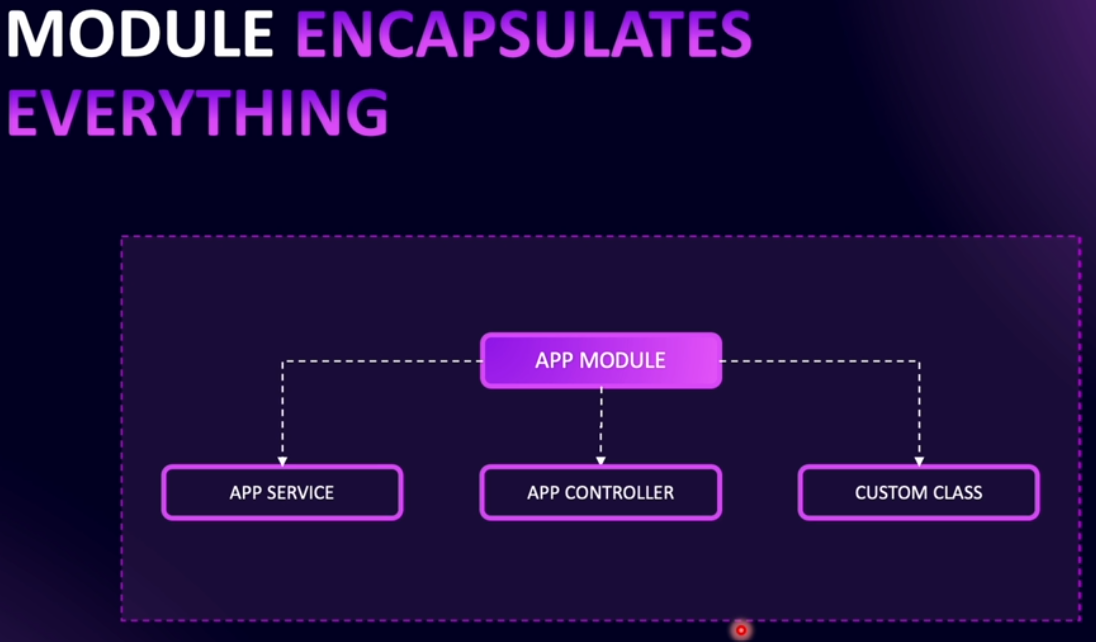 MODULE ENCAPSULATES
EVERYTHING
APP MODULE
APP SERVICE
APP CONTROLLER
CUSTOM CLASS